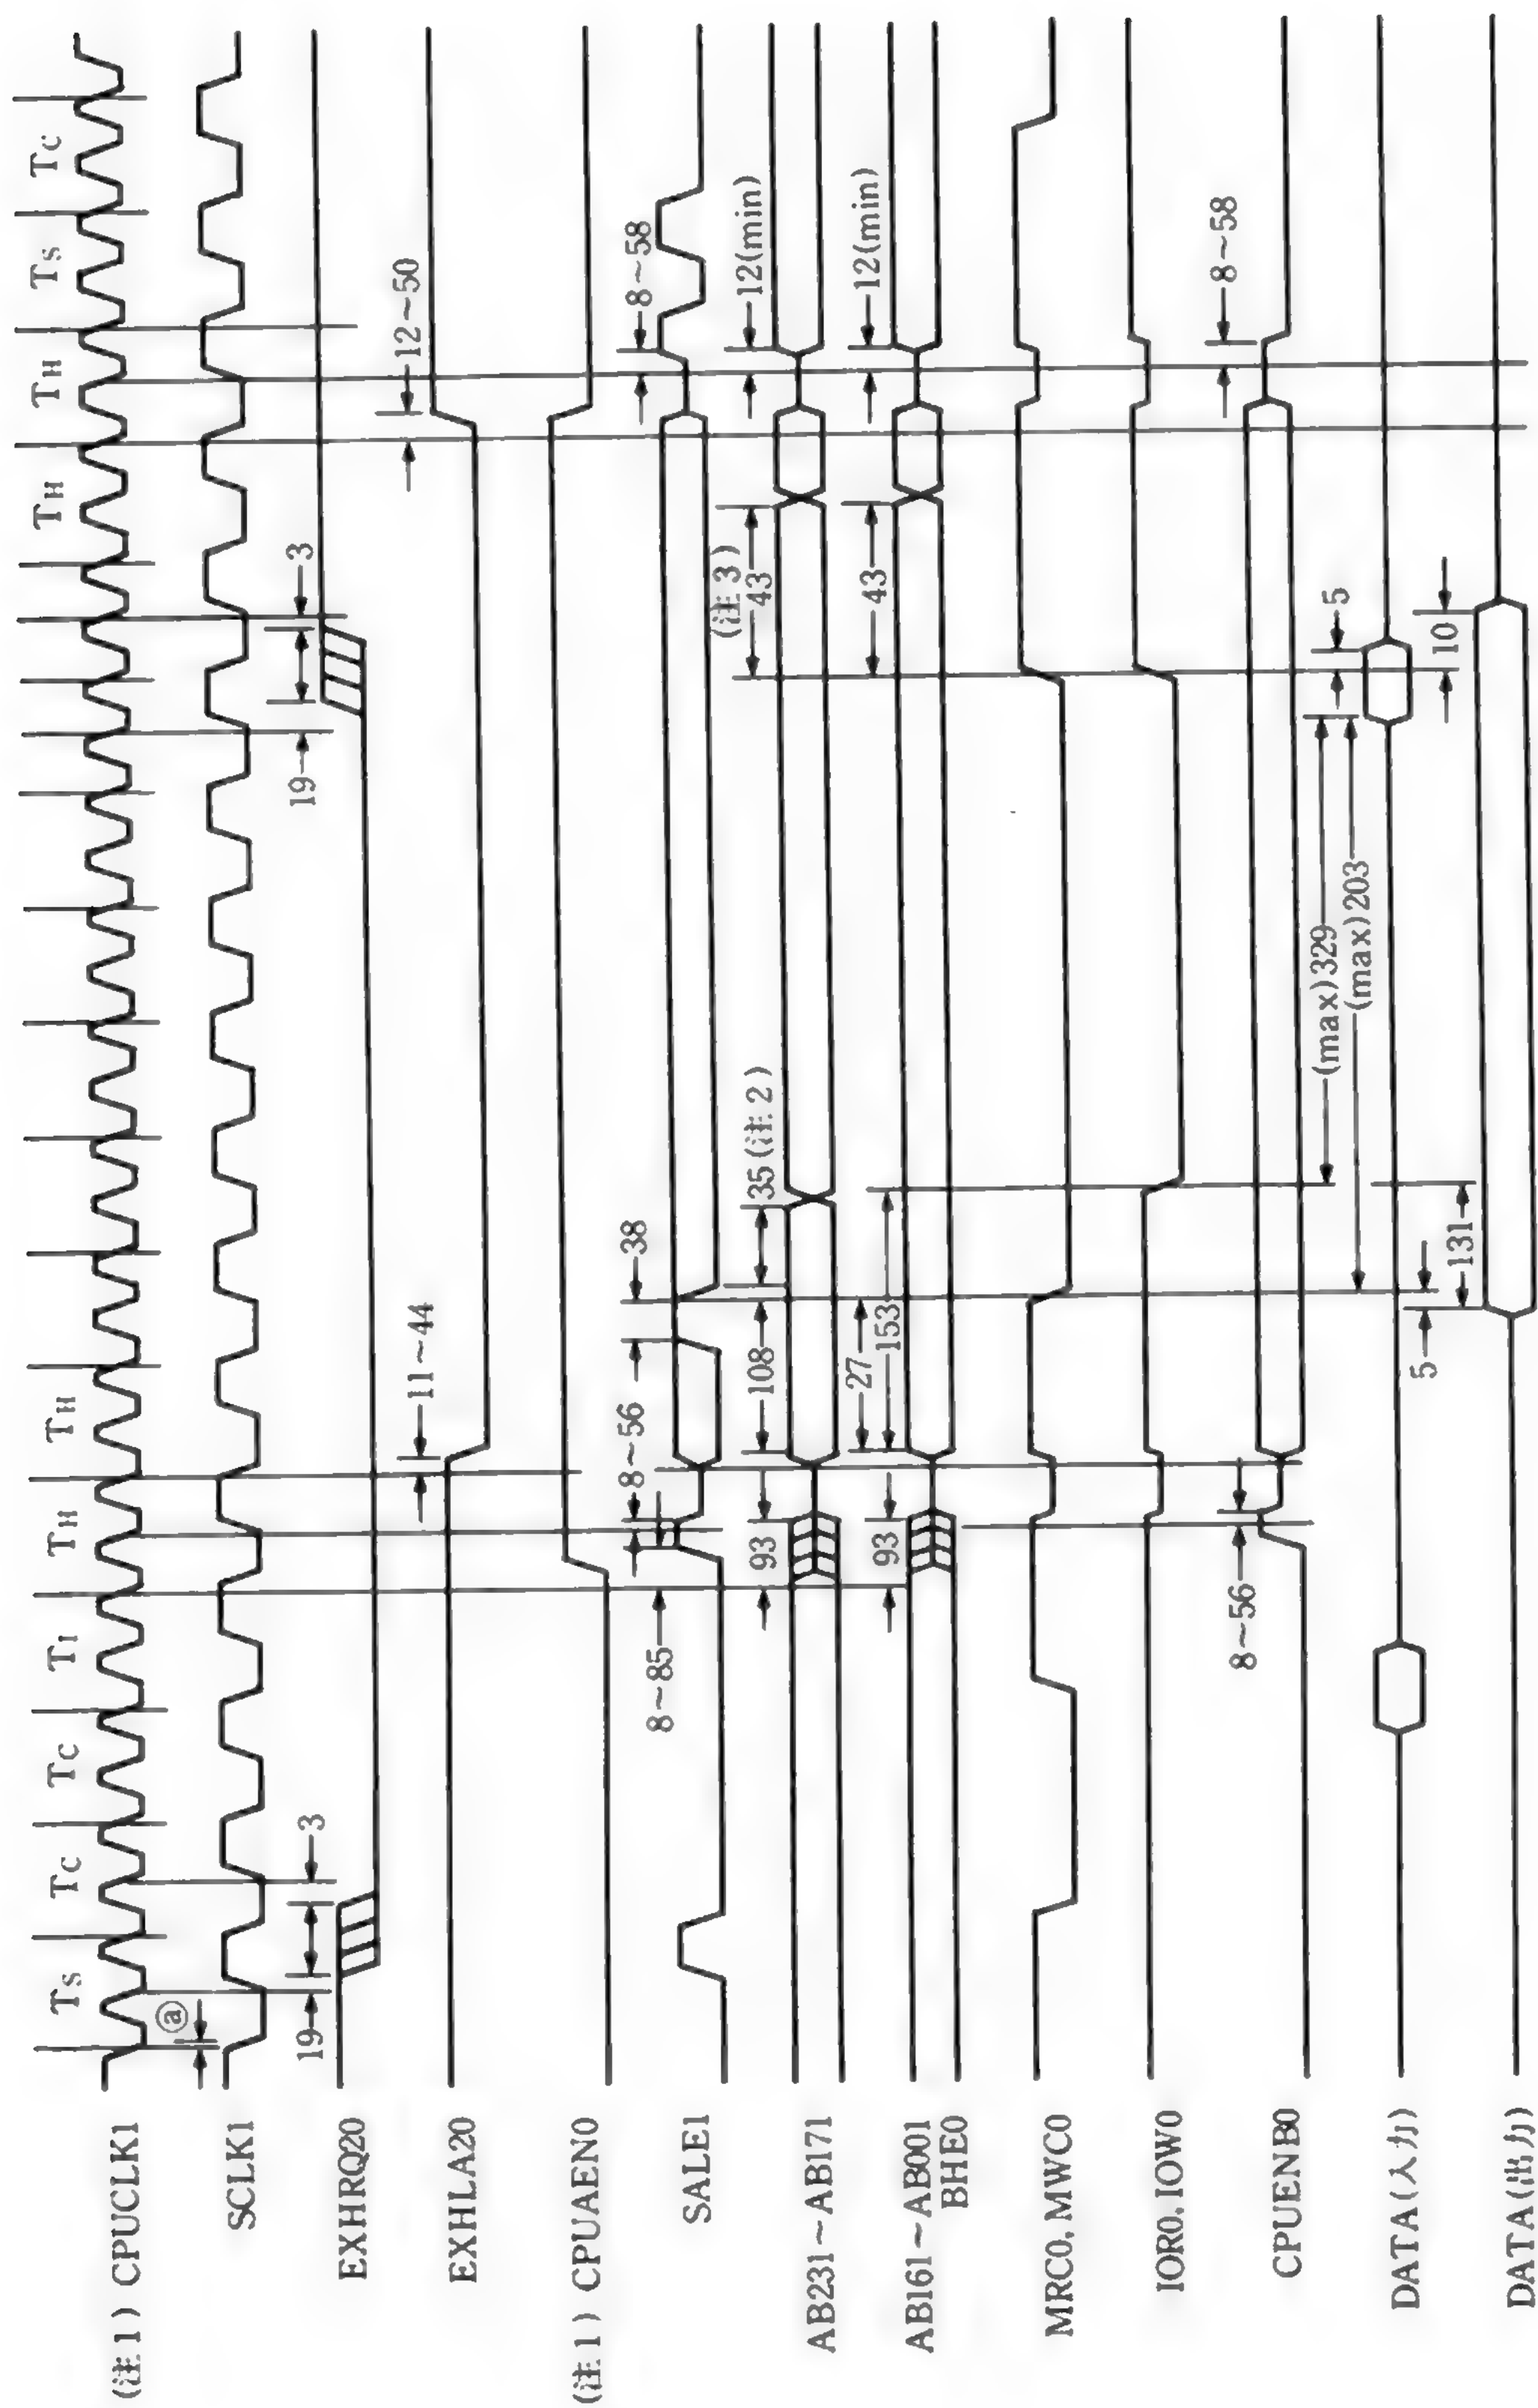 Ts Tc Tc TI TH TH TH TH Ts Tc
(注1) CPUCLK1
ⓐ
SCLK1
19 3 19 3
EXHRQ20
11～44 12～50
EXHLA20
(注1) CPUAEN0
8～85 8～56 38 8～58
SALE1
93 108 35(注2) (注3) 43 12(min)
AB231～AB171
93 27 153 43 12(min)
AB161～AB001
BHE0
MRC0, MWC0
IOR0, IOW0
8～56 8～58
CPUENB0
(max)329 5
(max)203
DATA(入力)
5 131 10
DATA(出力)